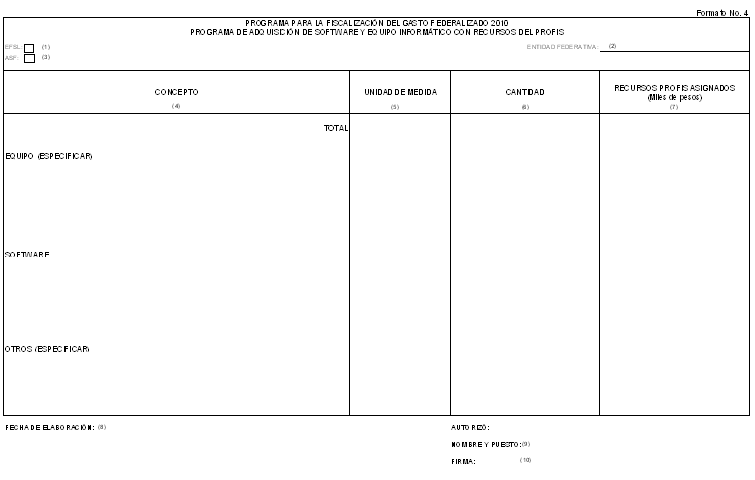 Formato No. 4
PROGRAMA PARA LA FISCALIZACIÓN DEL GASTO FEDERALIZADO 2010
PROGRAMA DE ADQUISICIÓN DE SOFTWARE Y EQUIPO INFORMÁTICO CON RECURSOS DEL PROFIS
EFSL: (1)
ENTIDAD FEDERATIVA: (2)
ASF: (3)
CONCEPTO
(4)
UNIDAD DE MEDIDA
(5)
CANTIDAD
(6)
RECURSOS PROFIS ASIGNADOS
(Miles de pesos)
(7)
TOTAL
EQUIPO (ESPECIFICAR)
SOFTWARE
OTROS (ESPECIFICAR)
FECHA DE ELABORACIÓN: (8)
AUTORIZÓ:
NOMBRE Y PUESTO: (9)
FIRMA: (10)